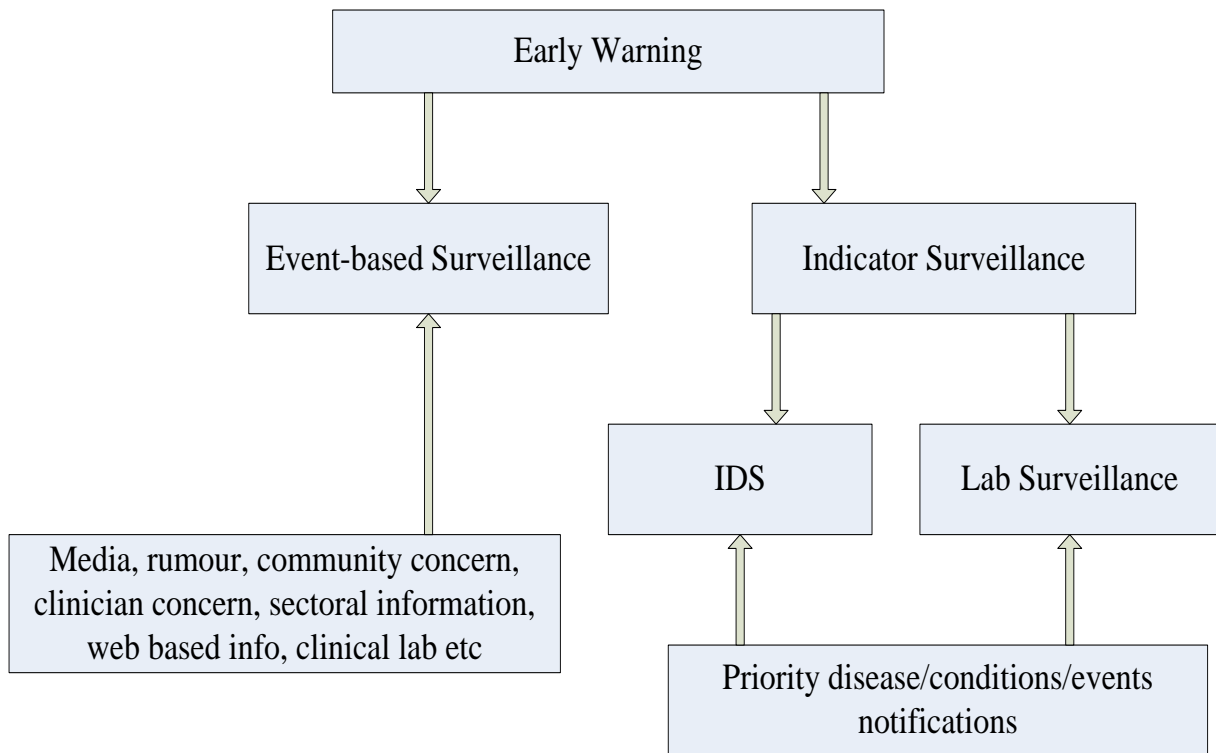 Early Warning
Event-based Surveillance
Indicator Surveillance
IDS
Lab Surveillance
Media, rumour, community concern,
clinician concern, sectoral information,
web based info, clinical lab etc
Priority disease/conditions/events
notifications